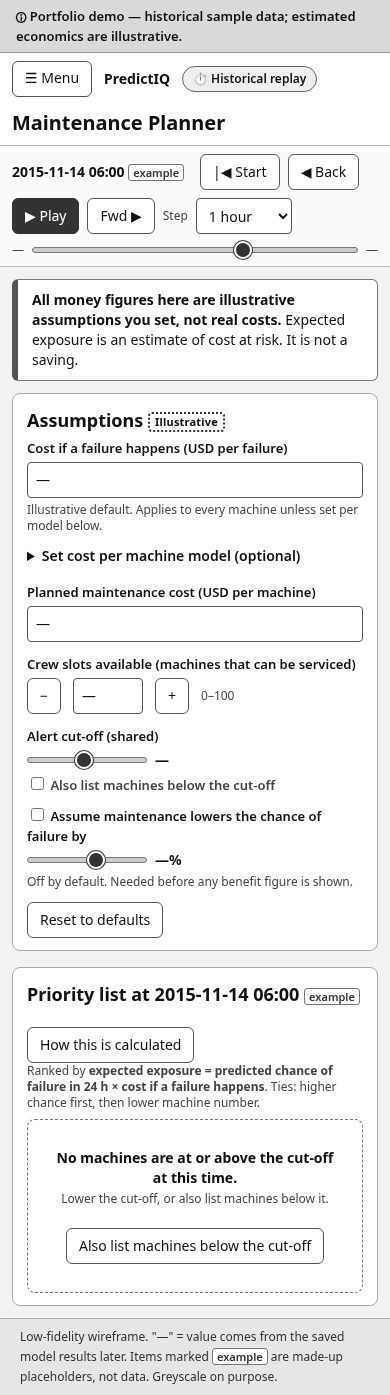 ⓘ Portfolio demo — historical sample data; estimated
economics are illustrative.
☰ Menu PredictIQ ⏱️ Historical replay
Maintenance Planner
2015-11-14 06:00 example |◀ Start ◀ Back
▶ Play Fwd ▶ Step 1 hour
— —
All money figures here are illustrative
assumptions you set, not real costs. Expected
exposure is an estimate of cost at risk. It is not a
saving.
Assumptions Illustrative
Cost if a failure happens (USD per failure)
—
Illustrative default. Applies to every machine unless set per
model below.
▶ Set cost per machine model (optional)
Planned maintenance cost (USD per machine)
—
Crew slots available (machines that can be serviced)
− — + 0–100
Alert cut-off (shared)
—
Also list machines below the cut-off
Assume maintenance lowers the chance of
failure by
—%
Off by default. Needed before any benefit figure is shown.
Reset to defaults
Priority list at 2015-11-14 06:00 example
How this is calculated
Ranked by expected exposure = predicted chance of
failure in 24 h × cost if a failure happens. Ties: higher
chance first, then lower machine number.
No machines are at or above the cut-off
at this time.
Lower the cut-off, or also list machines below it.
Also list machines below the cut-off
Low-fidelity wireframe. "—" = value comes from the saved
model results later. Items marked example are made-up
placeholders, not data. Greyscale on purpose.